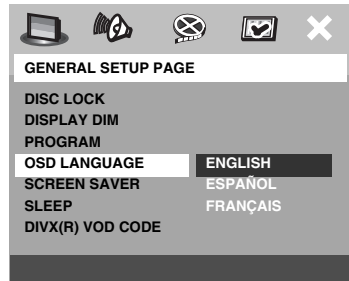 GENERAL SETUP PAGE
DISC LOCK
DISPLAY DIM
PROGRAM
OSD LANGUAGE ENGLISH
SCREEN SAVER ESPAÑOL
SLEEP FRANÇAIS
DIVX(R) VOD CODE